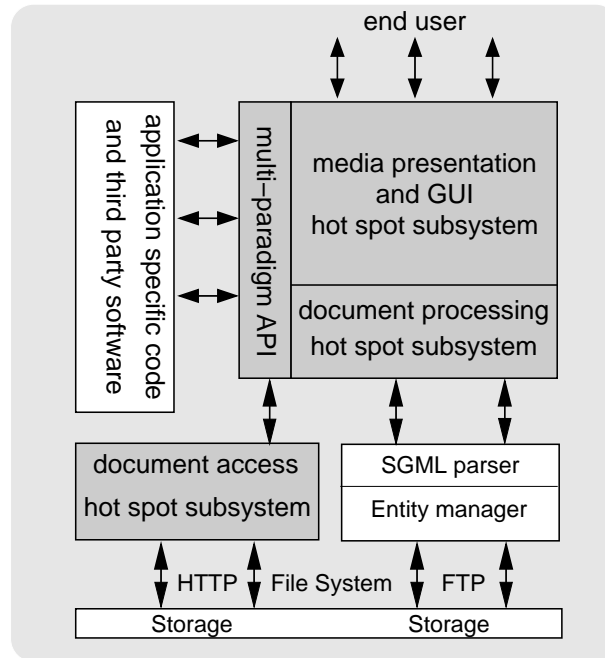 end user
application specific code
and third party software
multi−paradigm API
media presentation
and GUI
hot spot subsystem
document processing
hot spot subsystem
document access
hot spot subsystem
SGML parser
Entity manager
HTTP File System FTP
Storage Storage